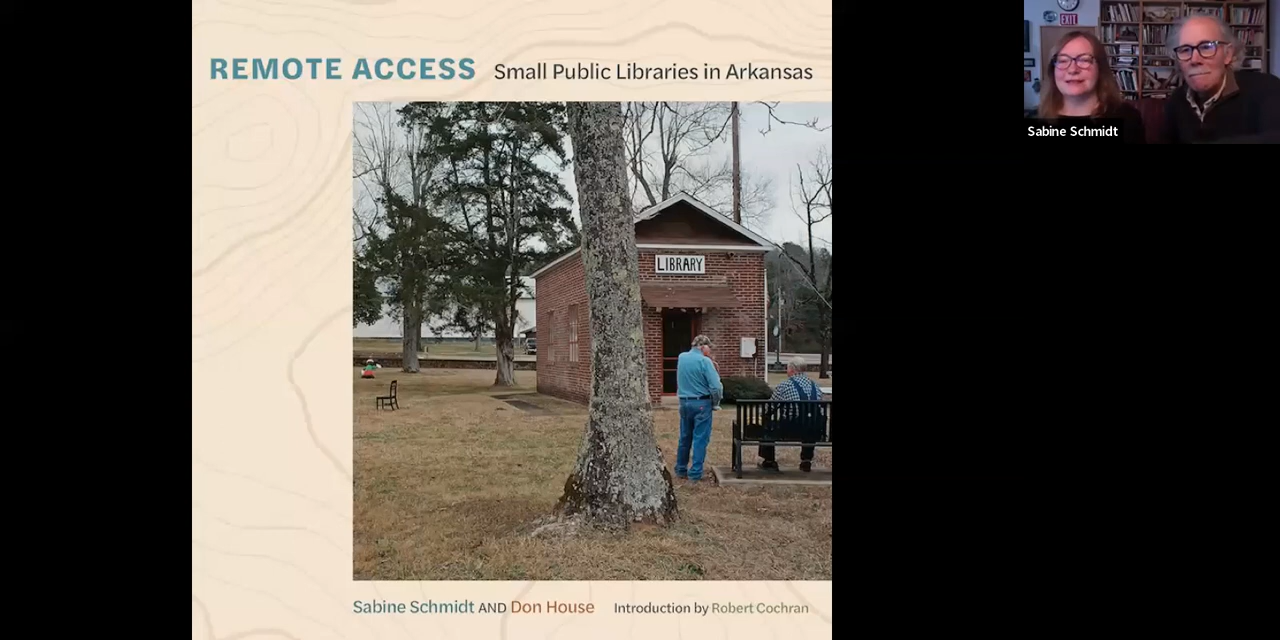 REMOTE ACCESS Small Public Libraries in Arkansas
EXIT
Sabine Schmidt
LIBRARY
Sabine Schmidt AND Don House Introduction by Robert Cochran